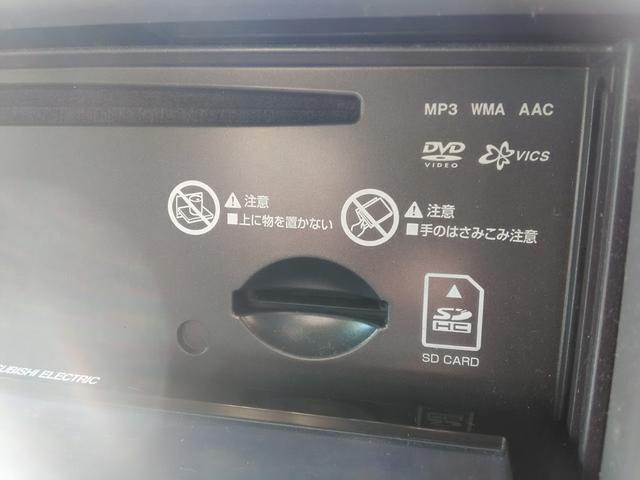 MP3 WMA AAC
DVD VIDEO VICS
⚠注意
■上に物を置かない
⚠注意
■手のはさみこみ注意
SD HC
SD CARD
UBISHI ELECTRIC